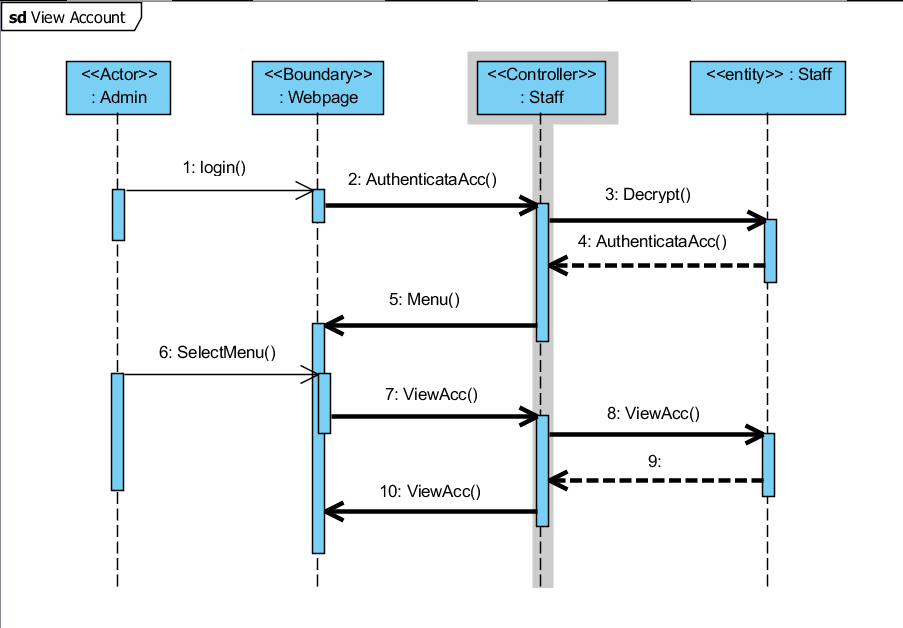 sd View Account
<<Actor>>
: Admin
<<Boundary>>
: Webpage
<<Controller>>
: Staff
<<entity>> : Staff
1: login()
2: AuthenticataAcc()
3: Decrypt()
4: AuthenticataAcc()
5: Menu()
6: SelectMenu()
7: ViewAcc()
8: ViewAcc()
9:
10: ViewAcc()